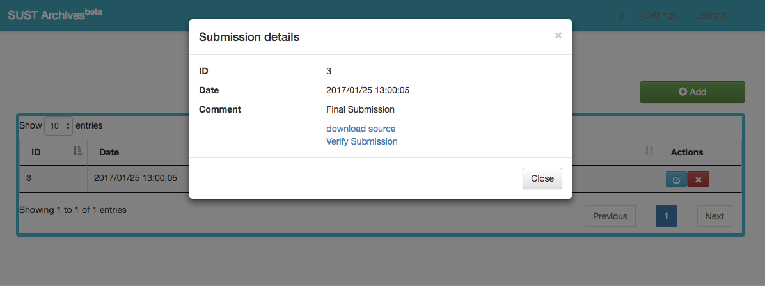 SUST Archives beta
Settings
Log out
Submission details
×
ID 3
Date 2017/01/25 13:00:05
Comment Final Submission
download source
Verify Submission
Close
Add
Show 10 entries
ID Date Actions
3 2017/01/25 13:00:05
Showing 1 to 1 of 1 entries
Previous 1 Next